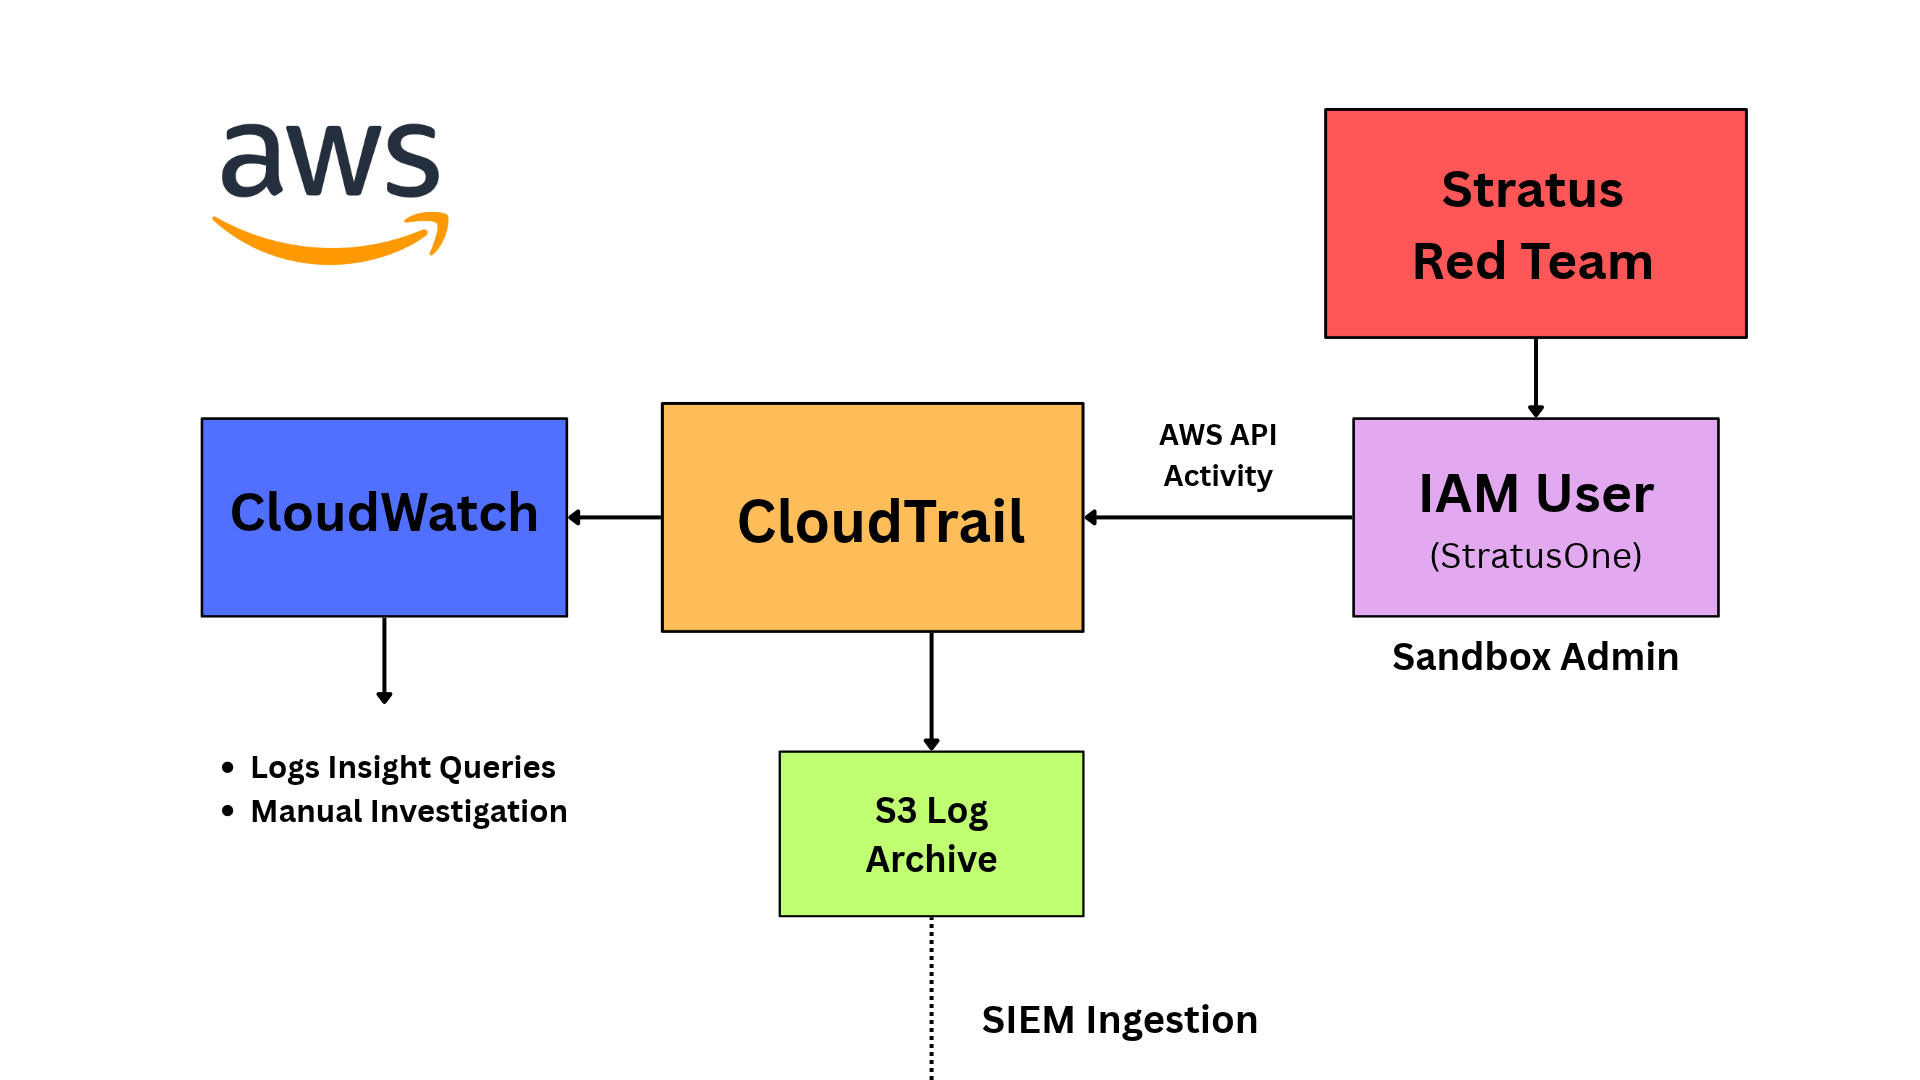 aws
Stratus
Red Team
CloudWatch
CloudTrail
AWS API
Activity
IAM User
(StratusOne)
Sandbox Admin
• Logs Insight Queries
• Manual Investigation
S3 Log
Archive
SIEM Ingestion